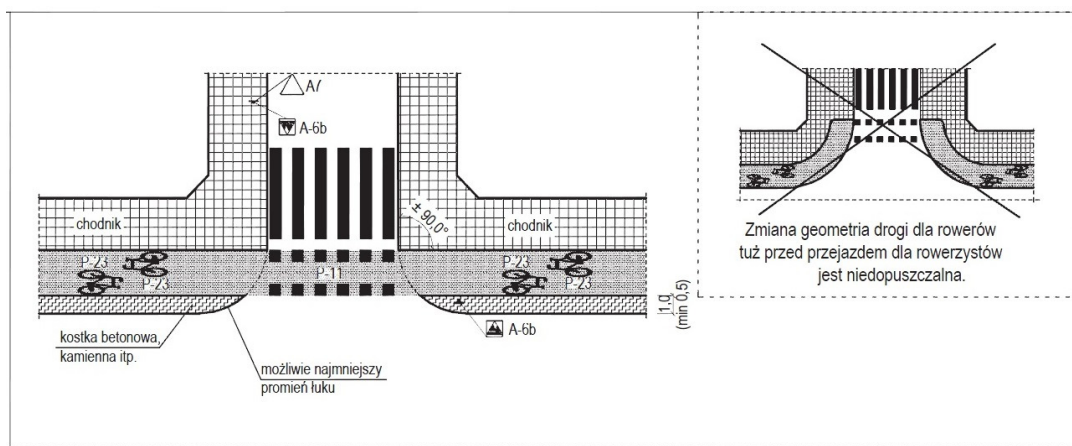 A7
A-6b
chodnik
± 90,0°
chodnik
P-23
P-23
P-11
P-23
P-23
1,0
(min 0,5)
A-6b
kostka betonowa,
kamienna itp.
możliwie najmniejszy
promień łuku
Zmiana geometria drogi dla rowerów
tuż przed przejazdem dla rowerzystów
jest niedopuszczalna.